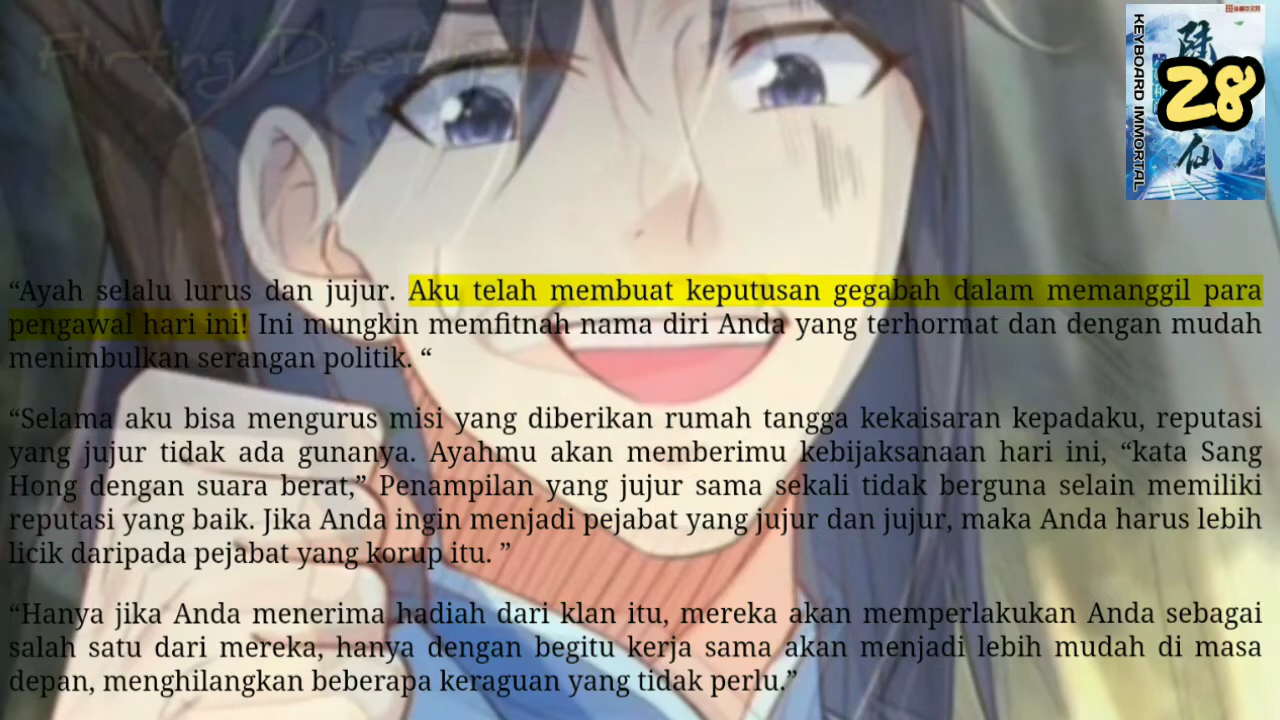 Flirting Diseft
KEYBOARD IMMORTAL
28
仙
“Ayah selalu lurus dan jujur. Aku telah membuat keputusan gegabah dalam memanggil para
pengawal hari ini! Ini mungkin memfitnah nama diri Anda yang terhormat dan dengan mudah
menimbulkan serangan politik. “
“Selama aku bisa mengurus misi yang diberikan rumah tangga kekaisaran kepadaku, reputasi
yang jujur tidak ada gunanya. Ayahmu akan memberimu kebijaksanaan hari ini, “kata Sang
Hong dengan suara berat,” Penampilan yang jujur sama sekali tidak berguna selain memiliki
reputasi yang baik. Jika Anda ingin menjadi pejabat yang jujur dan jujur, maka Anda harus lebih
licik daripada pejabat yang korup itu. ”
“Hanya jika Anda menerima hadiah dari klan itu, mereka akan memperlakukan Anda sebagai
salah satu dari mereka, hanya dengan begitu kerja sama akan menjadi lebih mudah di masa
depan, menghilangkan beberapa keraguan yang tidak perlu.”